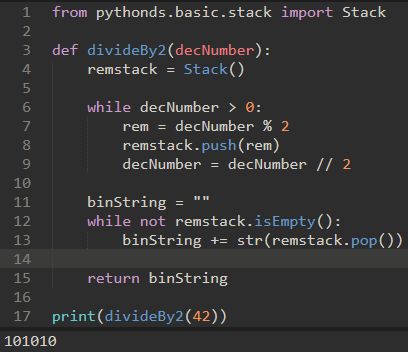 1 from pythonds.basic.stack import Stack
2
3 def divideBy2(decNumber):
4     remstack = Stack()
5
6     while decNumber > 0:
7         rem = decNumber % 2
8         remstack.push(rem)
9         decNumber = decNumber // 2
10
11     binString = ""
12     while not remstack.isEmpty():
13         binString += str(remstack.pop())
14
15     return binString
16
17 print(divideBy2(42))
101010